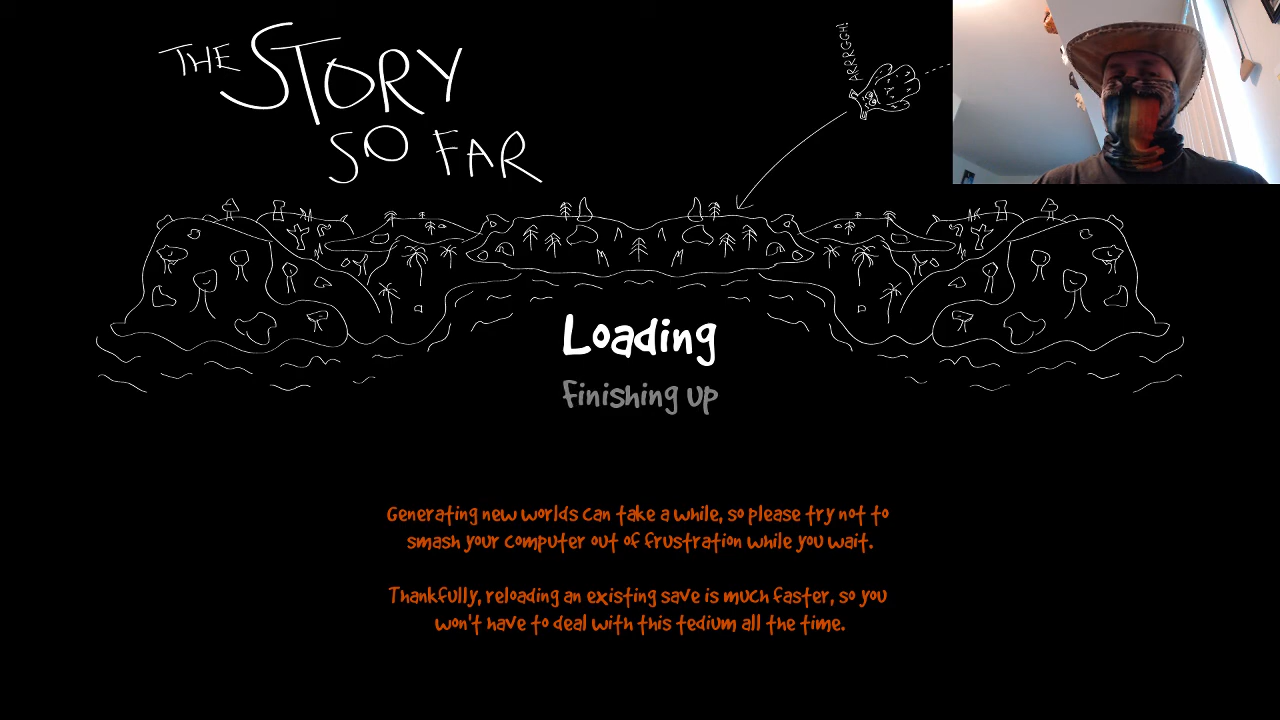 THE STORY
SO FAR
ARRRGGH!
Loading
Finishing up
Generating new worlds can take a while, so please try not to
smash your computer out of frustration while you wait.
Thankfully, reloading an existing save is much faster, so you
won't have to deal with this tedium all the time.